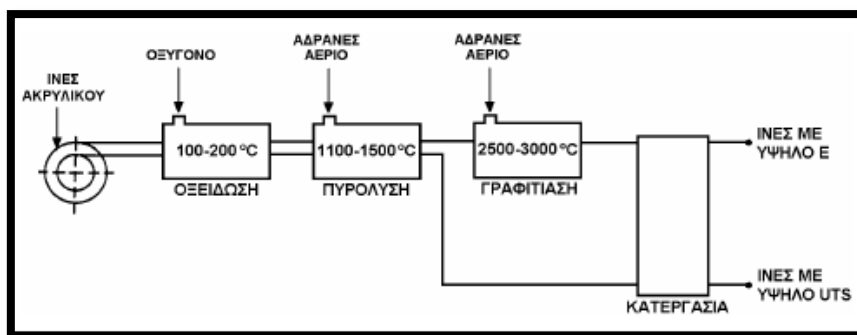 ΟΞΥΓΟΝΟ
ΑΔΡΑΝΕΣ
ΑΕΡΙΟ
ΑΔΡΑΝΕΣ
ΑΕΡΙΟ
ΙΝΕΣ
ΑΚΡΥΛΙΚΟΥ
100-200 °C
1100-1500 °C
2500-3000 °C
ΟΞΕΙΔΩΣΗ
ΠΥΡΟΛΥΣΗ
ΓΡΑΦΙΤΙΑΣΗ
ΙΝΕΣ ΜΕ
ΥΨΗΛΟ Ε
ΙΝΕΣ ΜΕ
ΥΨΗΛΟ UTS
ΚΑΤΕΡΓΑΣΙΑ